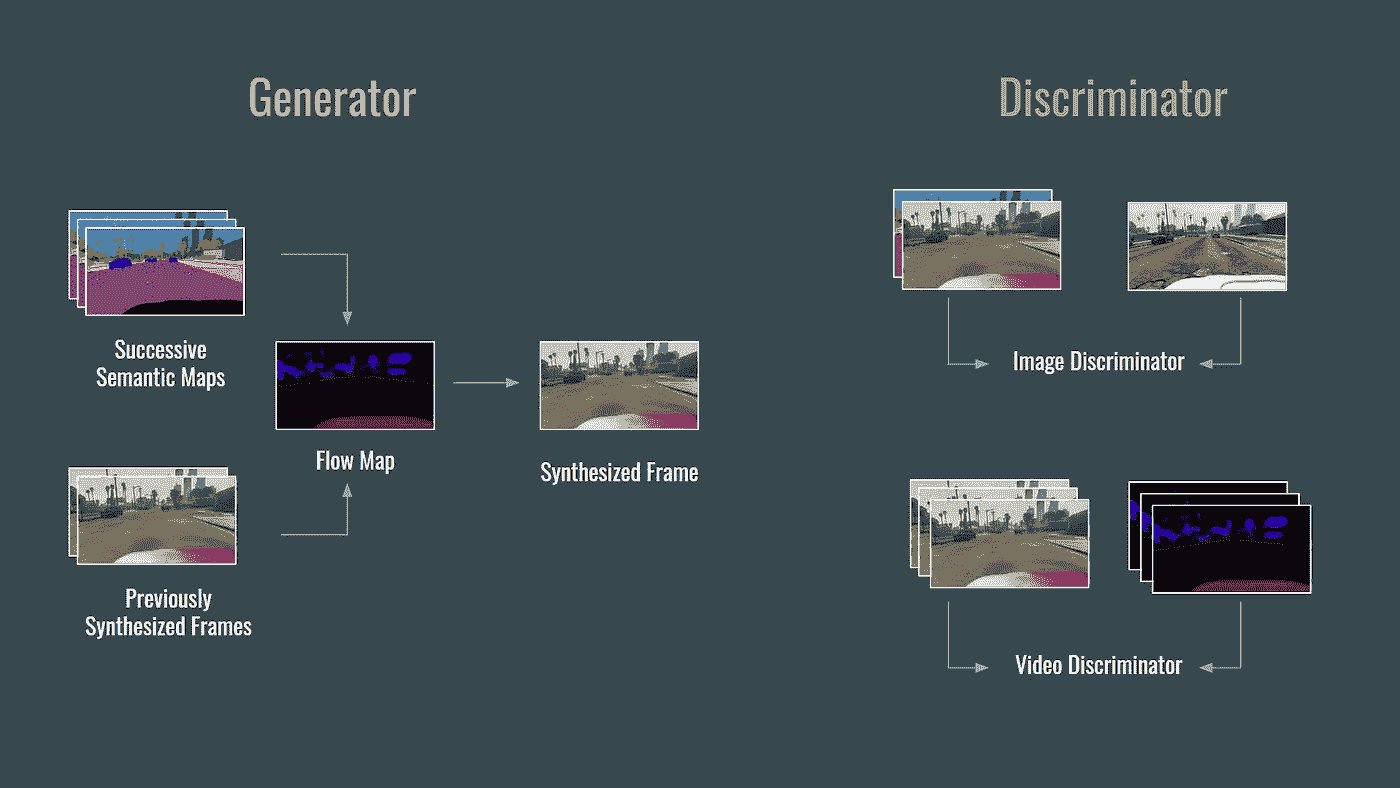 Generator
Discriminator
Successive
Semantic Maps
Flow Map
Synthesized Frame
Previously
Synthesized Frames
Image Discriminator
Video Discriminator